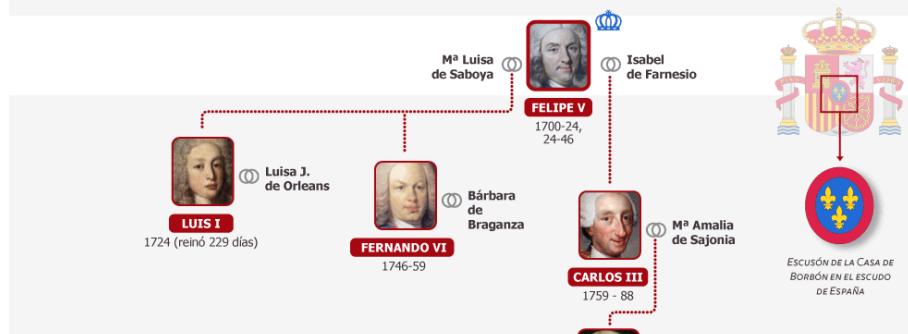 Mª Luisa
de Saboya
Isabel
de Farnesio
FELIPE V
1700-24,
24-46
Luisa J.
de Orleans
LUIS I
1724 (reinó 229 días)
Bárbara
de
Braganza
FERNANDO VI
1746-59
Mª Amalia
de Sajonia
CARLOS III
1759 - 88
ESCUSÓN DE LA CASA DE
BORBÓN EN EL ESCUDO
DE ESPAÑA